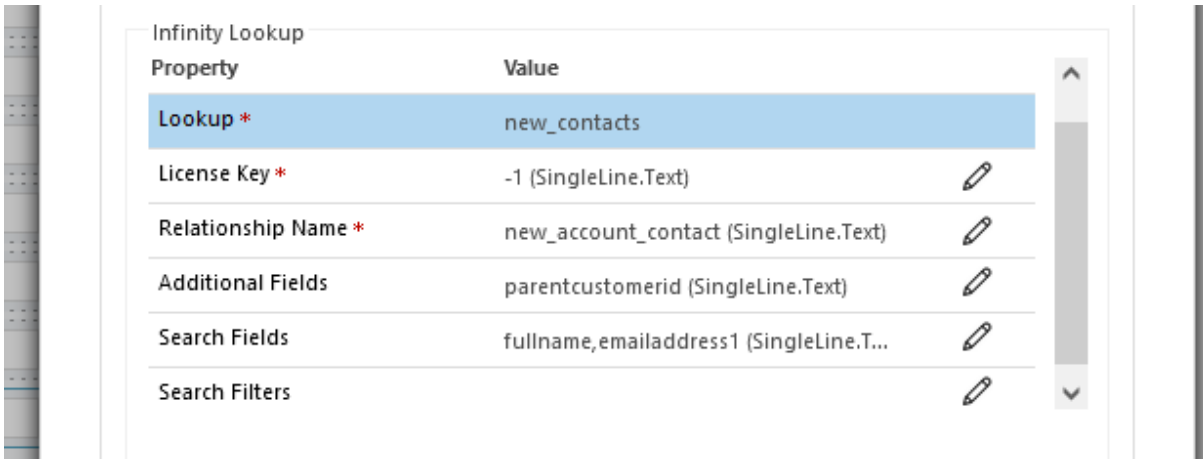 Infinity Lookup
Property Value
Lookup * new_contacts
License Key * -1 (SingleLine.Text)
Relationship Name * new_account_contact (SingleLine.Text)
Additional Fields parentcustomerid (SingleLine.Text)
Search Fields fullname,emailaddress1 (SingleLine.T...
Search Filters